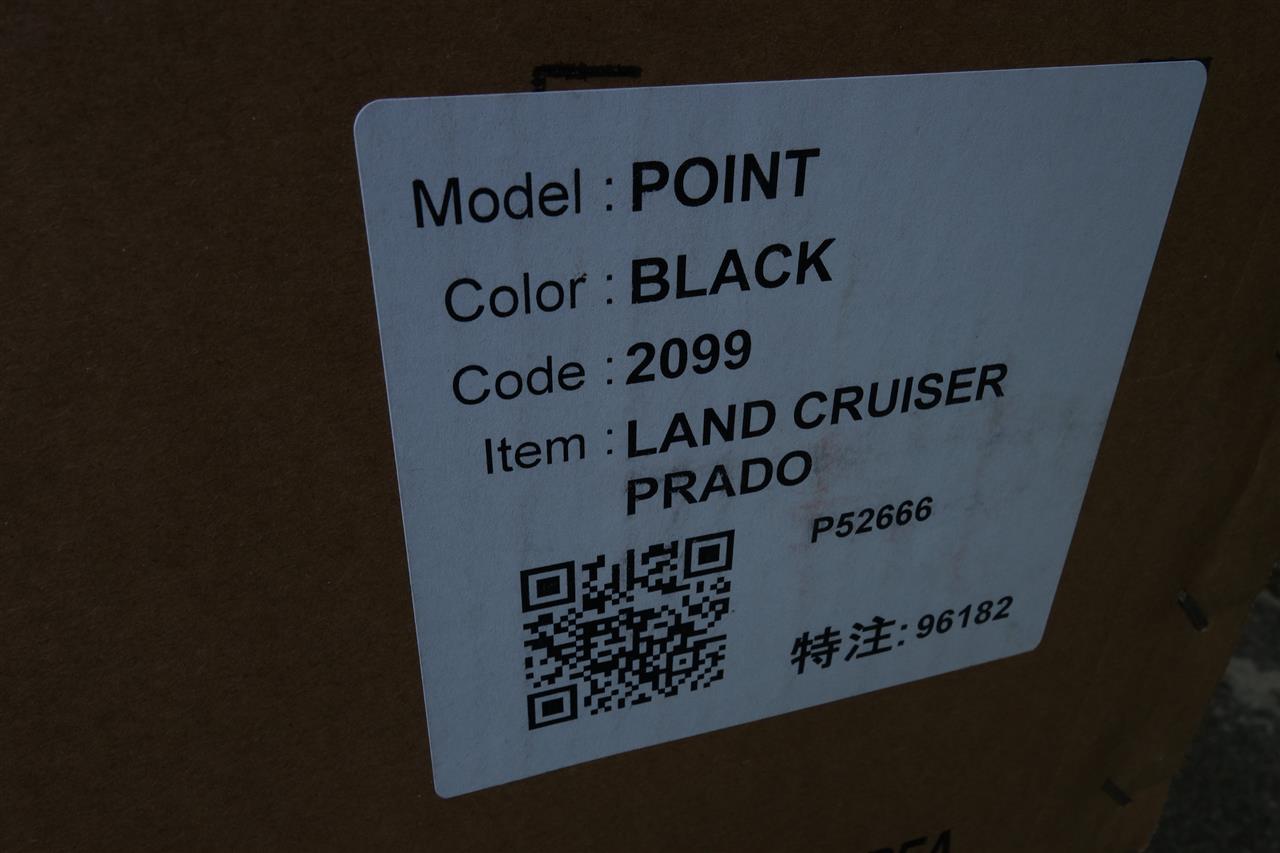 Model : POINT
Color : BLACK
Code : 2099
Item : LAND CRUISER
PRADO
P52666
特注: 96182